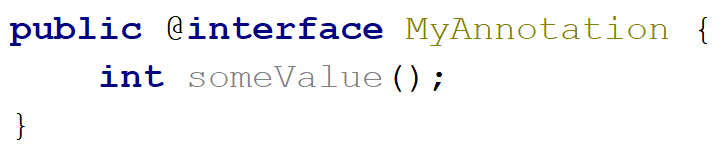 public @interface MyAnnotation {
    int someValue();
}